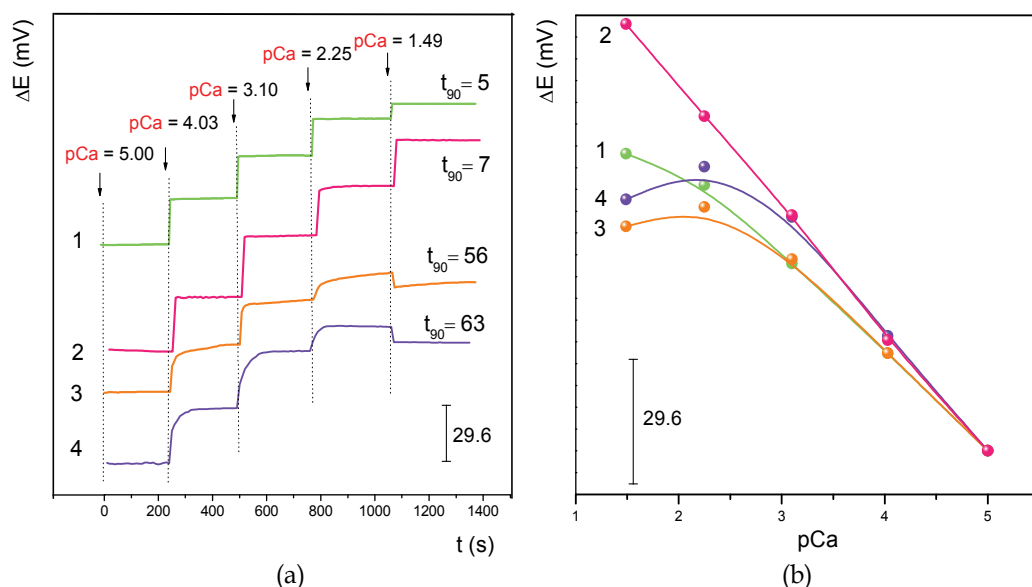 ΔE (mV)
pCa = 1.49
pCa = 2.25
pCa = 3.10
pCa = 4.03
pCa = 5.00
t90= 5
t90= 7
t90= 56
t90= 63
1
2
3
4
29.6
0 200 400 600 800 1000 1200 1400
t (s)
(a)
ΔE (mV)
2
1
4
3
29.6
1 2 3 4 5
pCa
(b)